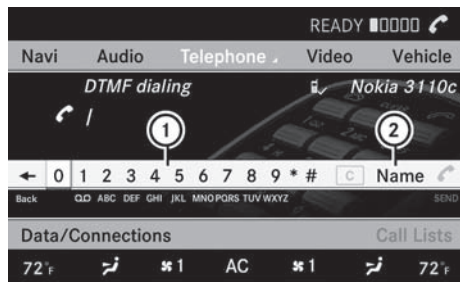 READY
Navi Audio Telephone Video Vehicle
DTMF dialing Nokia 3110c
1 2
← 0 1 2 3 4 5 6 7 8 9 * # C Name
Back ABC DEF GHI JKL MNO PQRS TUV WXYZ SEND
Data/Connections Call Lists
72°F 1 AC 1 72°F